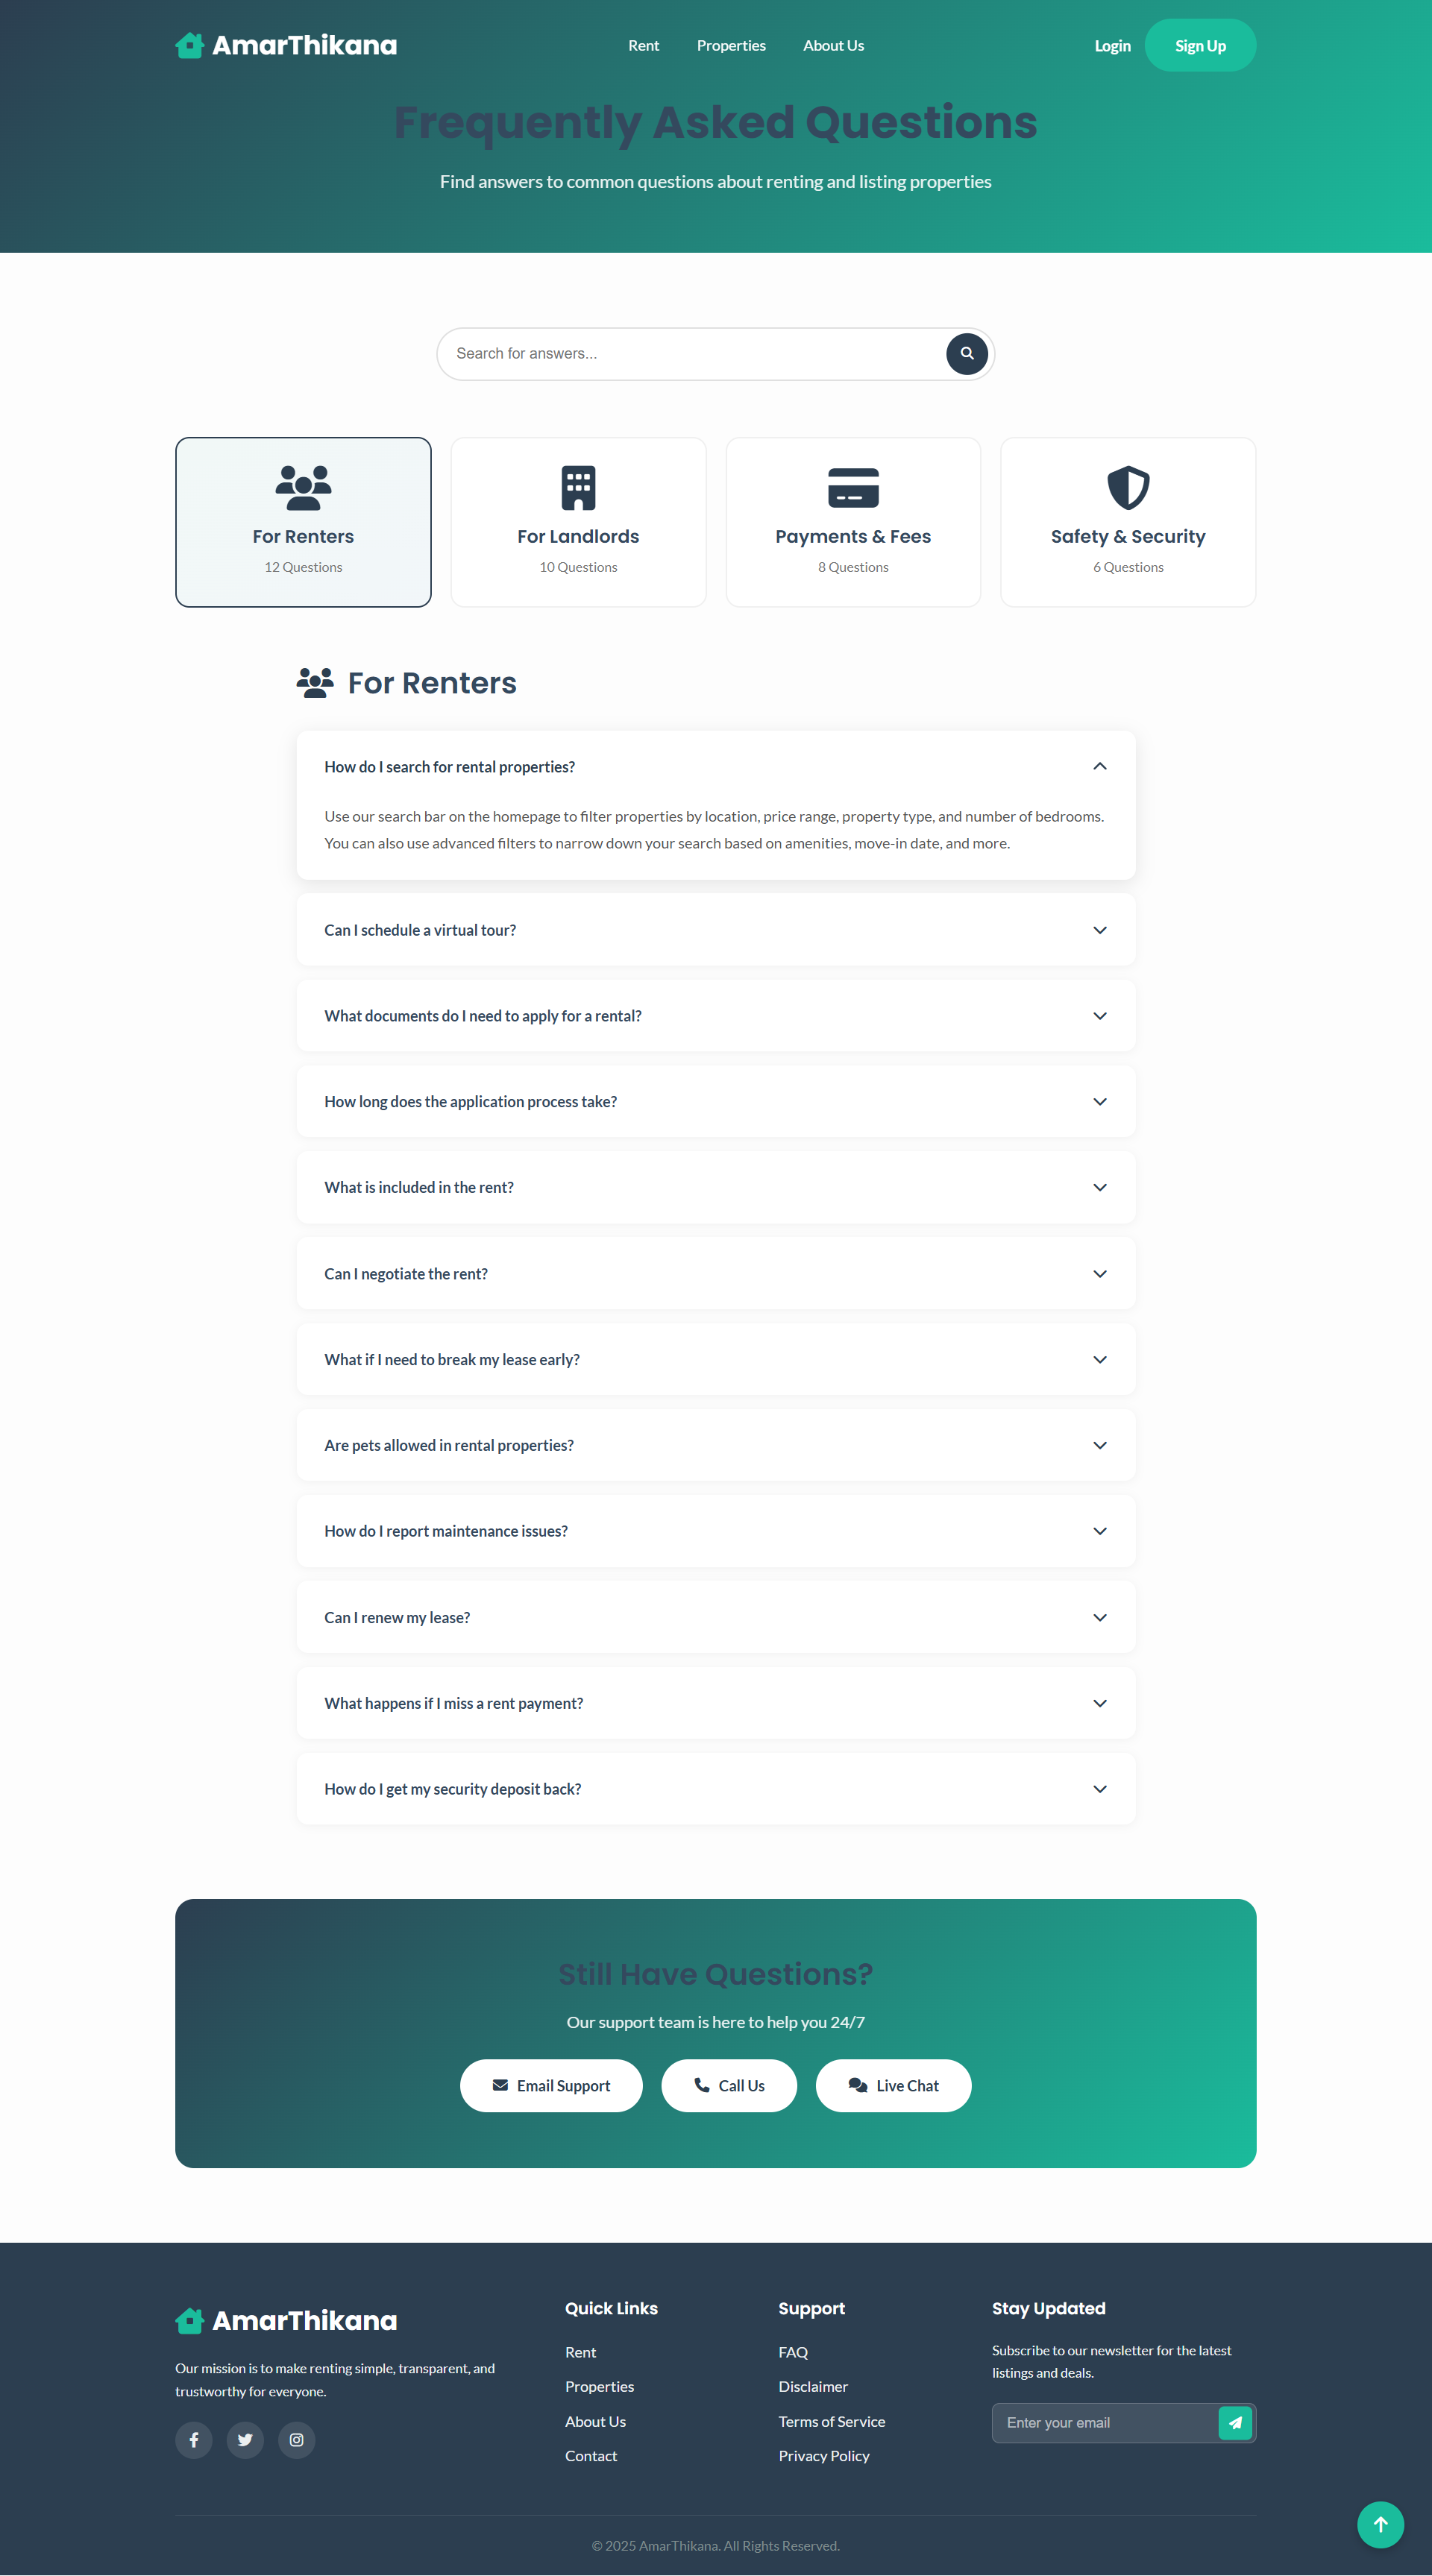 AmarThikana
Rent
Properties
About Us
Login
Sign Up
Frequently Asked Questions
Find answers to common questions about renting and listing properties
Search for answers...
For Renters
12 Questions
For Landlords
10 Questions
Payments & Fees
8 Questions
Safety & Security
6 Questions
For Renters
How do I search for rental properties?
Use our search bar on the homepage to filter properties by location, price range, property type, and number of bedrooms.
You can also use advanced filters to narrow down your search based on amenities, move-in date, and more.
Can I schedule a virtual tour?
What documents do I need to apply for a rental?
How long does the application process take?
What is included in the rent?
Can I negotiate the rent?
What if I need to break my lease early?
Are pets allowed in rental properties?
How do I report maintenance issues?
Can I renew my lease?
What happens if I miss a rent payment?
How do I get my security deposit back?
Still Have Questions?
Our support team is here to help you 24/7
Email Support
Call Us
Live Chat
AmarThikana
Our mission is to make renting simple, transparent, and
trustworthy for everyone.
Quick Links
Rent
Properties
About Us
Contact
Support
FAQ
Disclaimer
Terms of Service
Privacy Policy
Stay Updated
Subscribe to our newsletter for the latest
listings and deals.
Enter your email
© 2025 AmarThikana. All Rights Reserved.